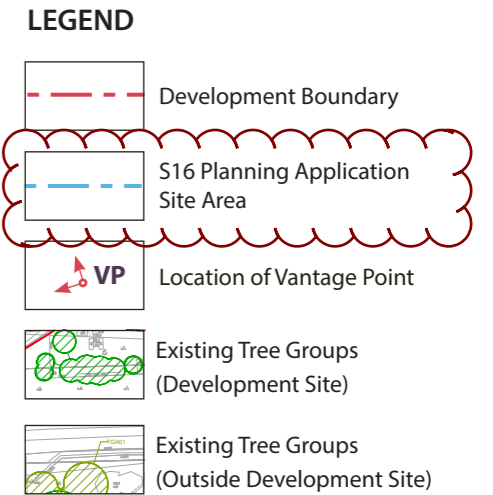 LEGEND
Development Boundary
S16 Planning Application
Site Area
VP
Location of Vantage Point
Existing Tree Groups
(Development Site)
TGA01
Existing Tree Groups
(Outside Development Site)